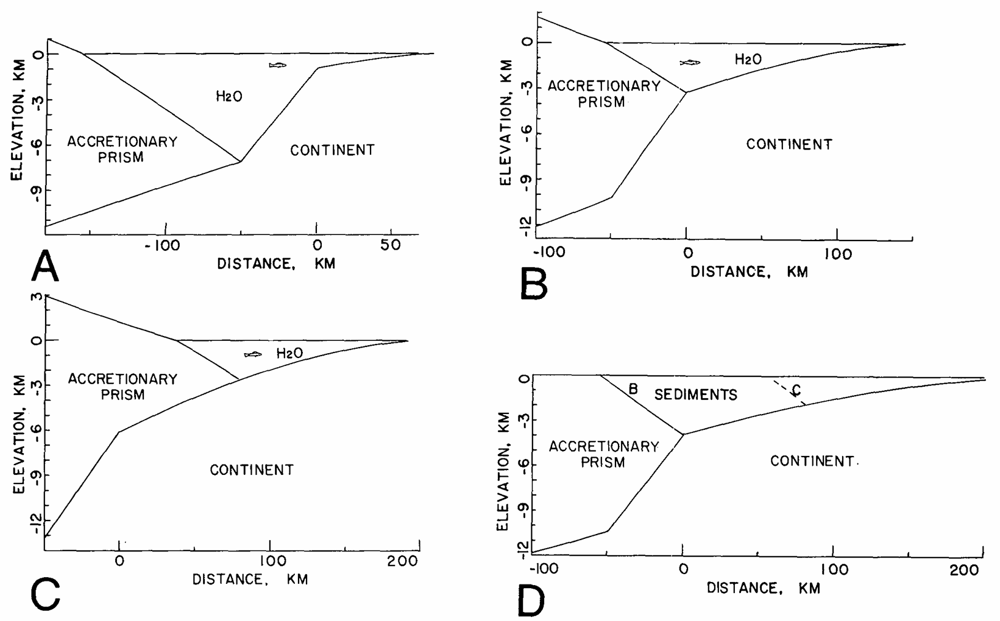 0
-3
-6
-9
ELEVATION, KM
H2O
ACCRETIONARY
PRISM
CONTINENT
-100
0
50
DISTANCE, KM
A
0
-3
-6
-9
-12
ELEVATION, KM
H2O
ACCRETIONARY
PRISM
CONTINENT
-100
0
100
DISTANCE, KM
B
3
0
-3
-6
-9
-12
ELEVATION, KM
H2O
ACCRETIONARY
PRISM
CONTINENT
0
100
200
DISTANCE, KM
C
0
-3
-6
-9
-12
ELEVATION, KM
B
SEDIMENTS
C
ACCRETIONARY
PRISM
CONTINENT
-100
0
100
200
DISTANCE, KM
D